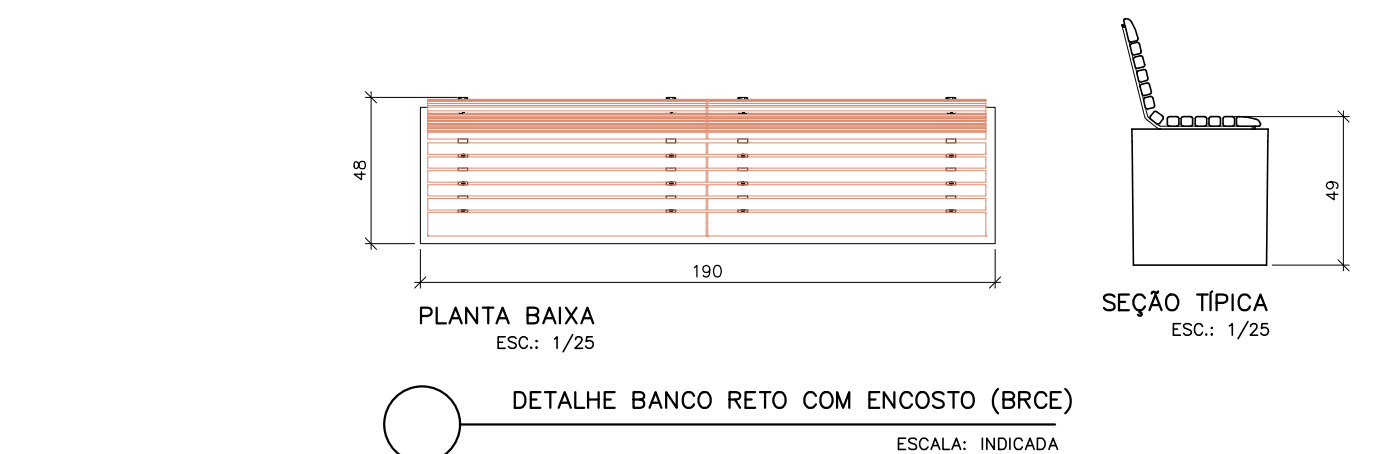 48
190
49
PLANTA BAIXA
ESC.: 1/25
SEÇÃO TÍPICA
ESC.: 1/25
DETALHE BANCO RETO COM ENCOSTO (BRCE)
ESCALA: INDICADA